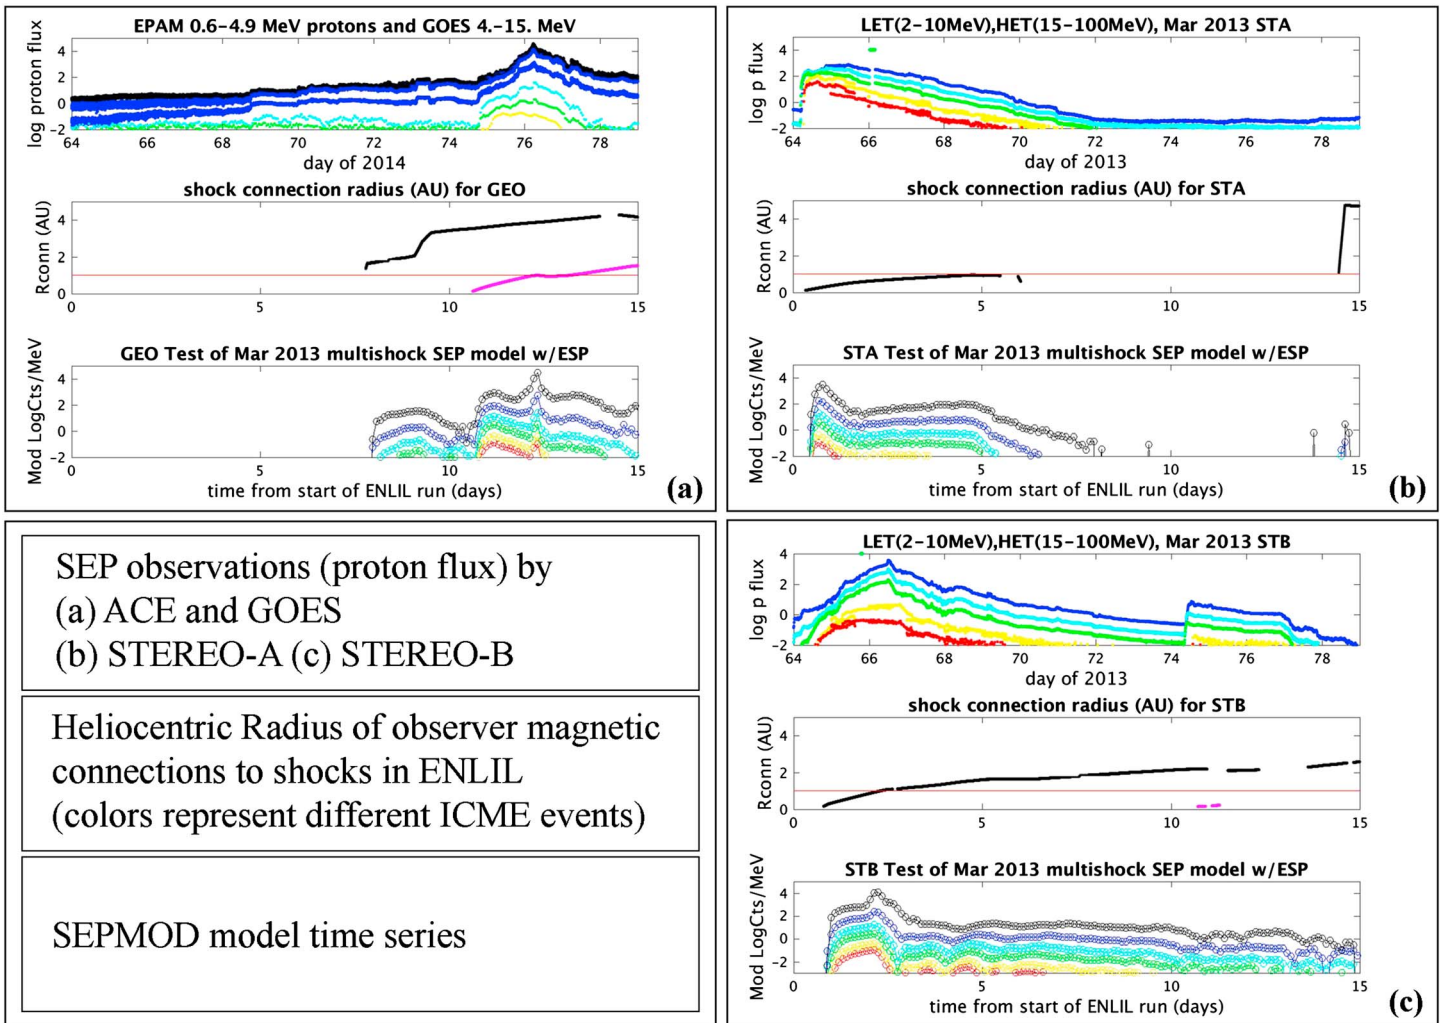 EPAM 0.6−4.9 MeV protons and GOES 4.−15. MeV
log proton flux
4
2
0
−2
64 66 68 70 72 74 76 78
day of 2014
shock connection radius (AU) for GEO
Rconn (AU)
4
2
0
0 5 10 15
GEO Test of Mar 2013 multishock SEP model w/ESP
Mod LogCts/MeV
4
2
0
−2
0 5 10 15
time from start of ENLIL run (days)
(a)
LET(2−10MeV),HET(15−100MeV), Mar 2013 STA
log p flux
4
2
0
−2
64 66 68 70 72 74 76 78
day of 2013
shock connection radius (AU) for STA
Rconn (AU)
4
2
0
0 5 10 15
STA Test of Mar 2013 multishock SEP model w/ESP
Mod LogCts/MeV
4
2
0
−2
0 5 10 15
time from start of ENLIL run (days)
(b)
SEP observations (proton flux) by
(a) ACE and GOES
(b) STEREO-A (c) STEREO-B
Heliocentric Radius of observer magnetic
connections to shocks in ENLIL
(colors represent different ICME events)
SEPMOD model time series
LET(2−10MeV),HET(15−100MeV), Mar 2013 STB
log p flux
4
2
0
−2
64 66 68 70 72 74 76 78
day of 2013
shock connection radius (AU) for STB
Rconn (AU)
4
2
0
0 5 10 15
STB Test of Mar 2013 multishock SEP model w/ESP
Mod LogCts/MeV
4
2
0
−2
0 5 10 15
time from start of ENLIL run (days)
(c)